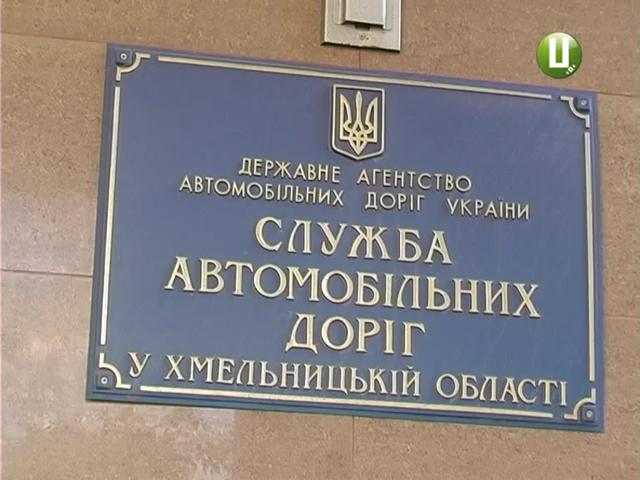 Ц
ДЕРЖАВНЕ АГЕНТСТВО
АВТОМОБІЛЬНИХ ДОРІГ УКРАЇНИ
СЛУЖБА
АВТОМОБІЛЬНИХ
ДОРІГ
У ХМЕЛЬНИЦЬКІЙ ОБЛАСТІ